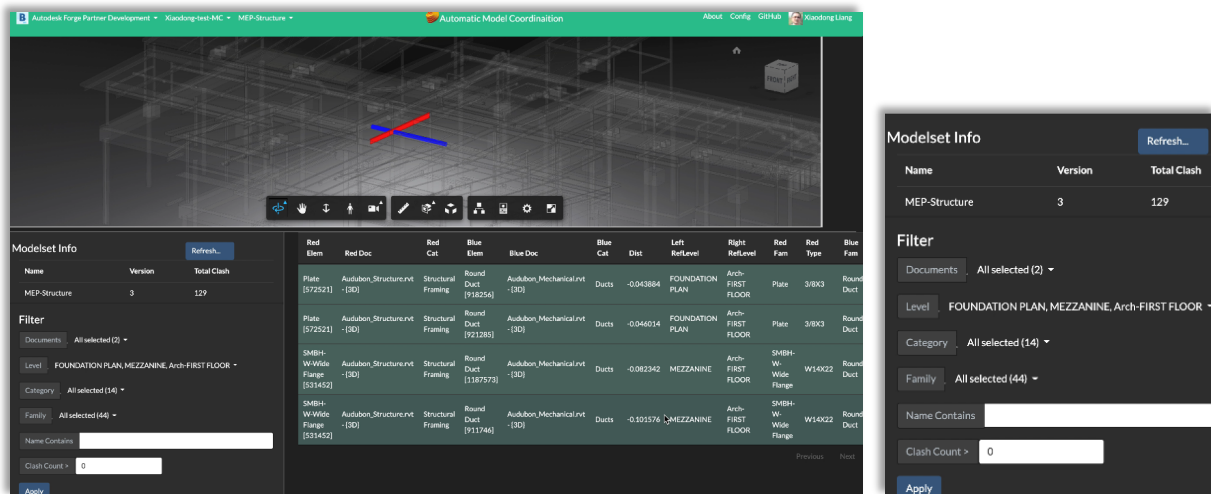 B Autodesk Forge Partner Development Xiaodong-test-MC MEP-Structure Automatic Model Coordinaition About Config GitHub Xiaodong Liang
FRONT
Modelset Info Refresh...
Name Version Total Clash
MEP-Structure 3 129
Filter
Documents All selected (2)
Level FOUNDATION PLAN, MEZZANINE, Arch-FIRST FLOOR
Category All selected (14)
Family All selected (44)
Name Contains
Clash Count > 0
Apply
Red Elem Red Doc Red Cat Blue Elem Blue Doc Blue Cat Dist Left RefLevel Right RefLevel Red Fam Red Type Blue Fam
Plate [572521] Audubon_Structure.rvt - {3D} Structural Framing Round Duct [918256] Audubon_Mechanical.rvt - {3D} Ducts -0.043884 FOUNDATION PLAN Arch-FIRST FLOOR Plate 3/8X3 Round Duct
Plate [572521] Audubon_Structure.rvt - {3D} Structural Framing Round Duct [921285] Audubon_Mechanical.rvt - {3D} Ducts -0.046014 FOUNDATION PLAN Arch-FIRST FLOOR Plate 3/8X3 Round Duct
SMBH-W-Wide Flange [531452] Audubon_Structure.rvt - {3D} Structural Framing Round Duct [1187573] Audubon_Mechanical.rvt - {3D} Ducts -0.082342 MEZZANINE Arch-FIRST FLOOR SMBH-W-Wide Flange W14X22 Round Duct
SMBH-W-Wide Flange [531452] Audubon_Structure.rvt - {3D} Structural Framing Round Duct [911746] Audubon_Mechanical.rvt - {3D} Ducts -0.101576 MEZZANINE Arch-FIRST FLOOR SMBH-W-Wide Flange W14X22 Round Duct
Previous Next
Modelset Info Refresh...
Name Version Total Clash
MEP-Structure 3 129
Filter
Documents All selected (2)
Level FOUNDATION PLAN, MEZZANINE, Arch-FIRST FLOOR
Category All selected (14)
Family All selected (44)
Name Contains
Clash Count > 0
Apply